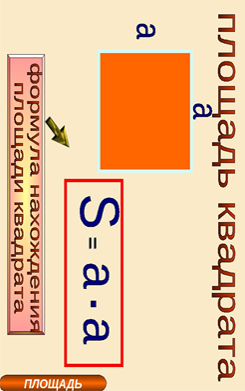 площадь квадрата
a
a
S = a · a
формула нахождения
площади квадрата
ПЛОЩАДЬ